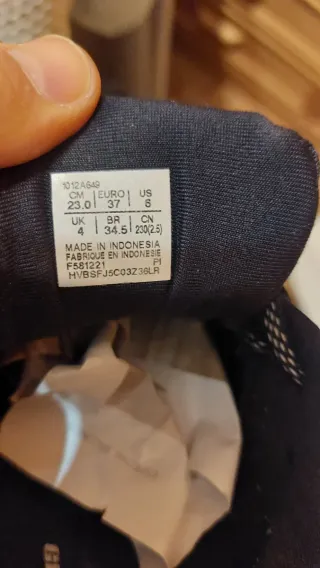 1012A649
CM EURO US
23.0 37 6
UK BR CN
4 34.5 230(2.5)
MADE IN INDONESIA
FABRIQUE EN INDONESIE
F581221 PI
HVBSFJ5C03Z36LR